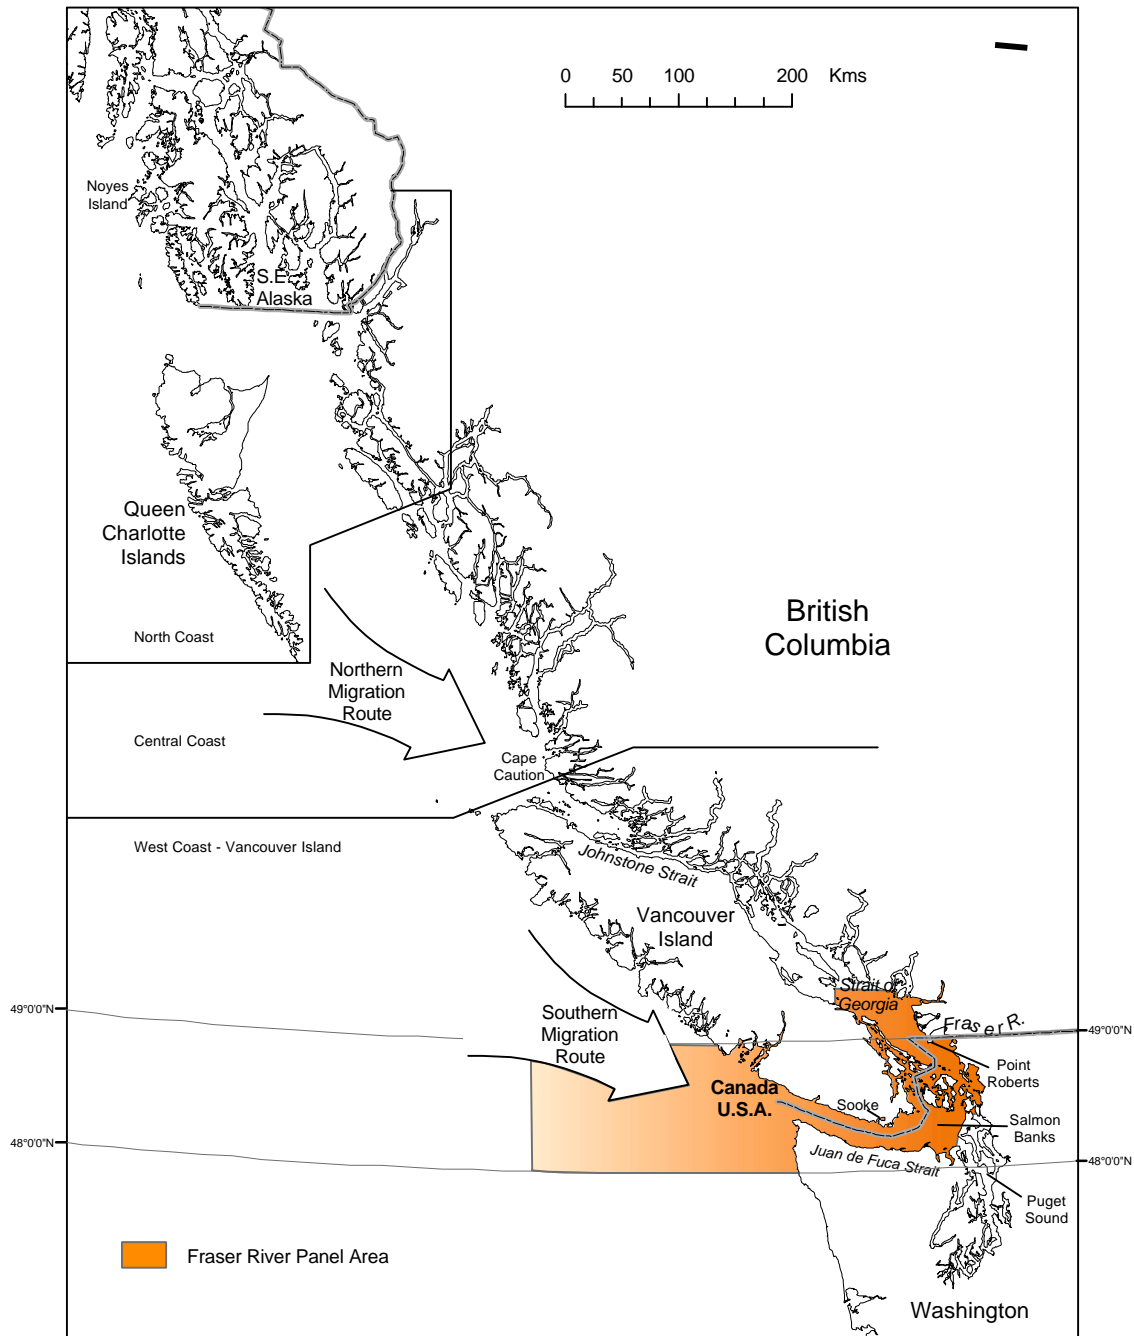 0 50 100 200 Kms
Noyes
Island
S.E.
Alaska
Queen
Charlotte
Islands
British
Columbia
North Coast
Northern
Migration
Route
Central Coast
Cape
Caution
West Coast - Vancouver Island
Johnstone Strait
Vancouver
Island
Strait of
Georgia
49°0'0"N
Southern
Migration
Route
Fraser R.
49°0'0"N
Point
Roberts
Canada
U.S.A.
Sooke
Salmon
Banks
48°0'0"N
Juan de Fuca Strait
48°0'0"N
Puget
Sound
Fraser River Panel Area
Washington